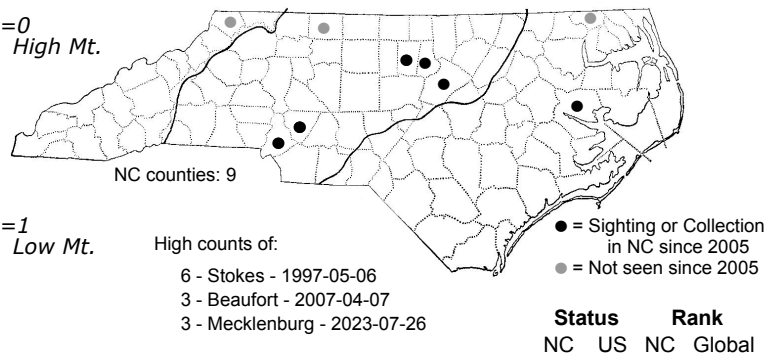 =0
High Mt.
NC counties: 9
=1
Low Mt.
High counts of:
6 - Stokes - 1997-05-06
3 - Beaufort - 2007-04-07
3 - Mecklenburg - 2023-07-26
= Sighting or Collection
in NC since 2005
= Not seen since 2005
Status Rank
NC US NC Global